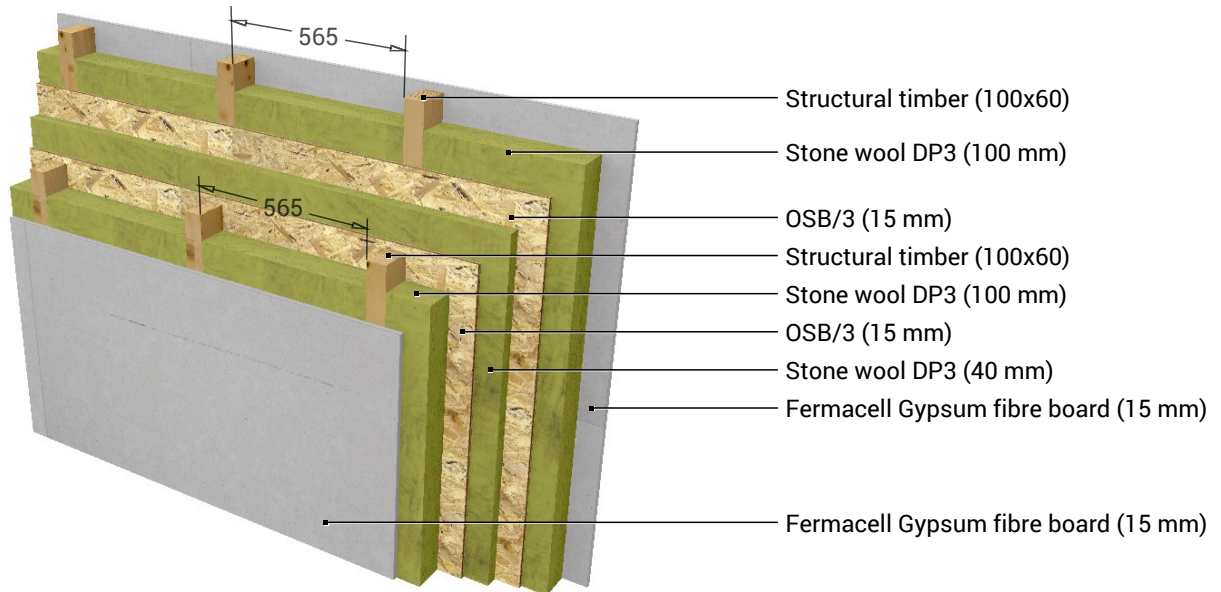 565
Structural timber (100x60)
Stone wool DP3 (100 mm)
OSB/3 (15 mm)
565
Structural timber (100x60)
Stone wool DP3 (100 mm)
OSB/3 (15 mm)
Stone wool DP3 (40 mm)
Fermacell Gypsum fibre board (15 mm)
Fermacell Gypsum fibre board (15 mm)